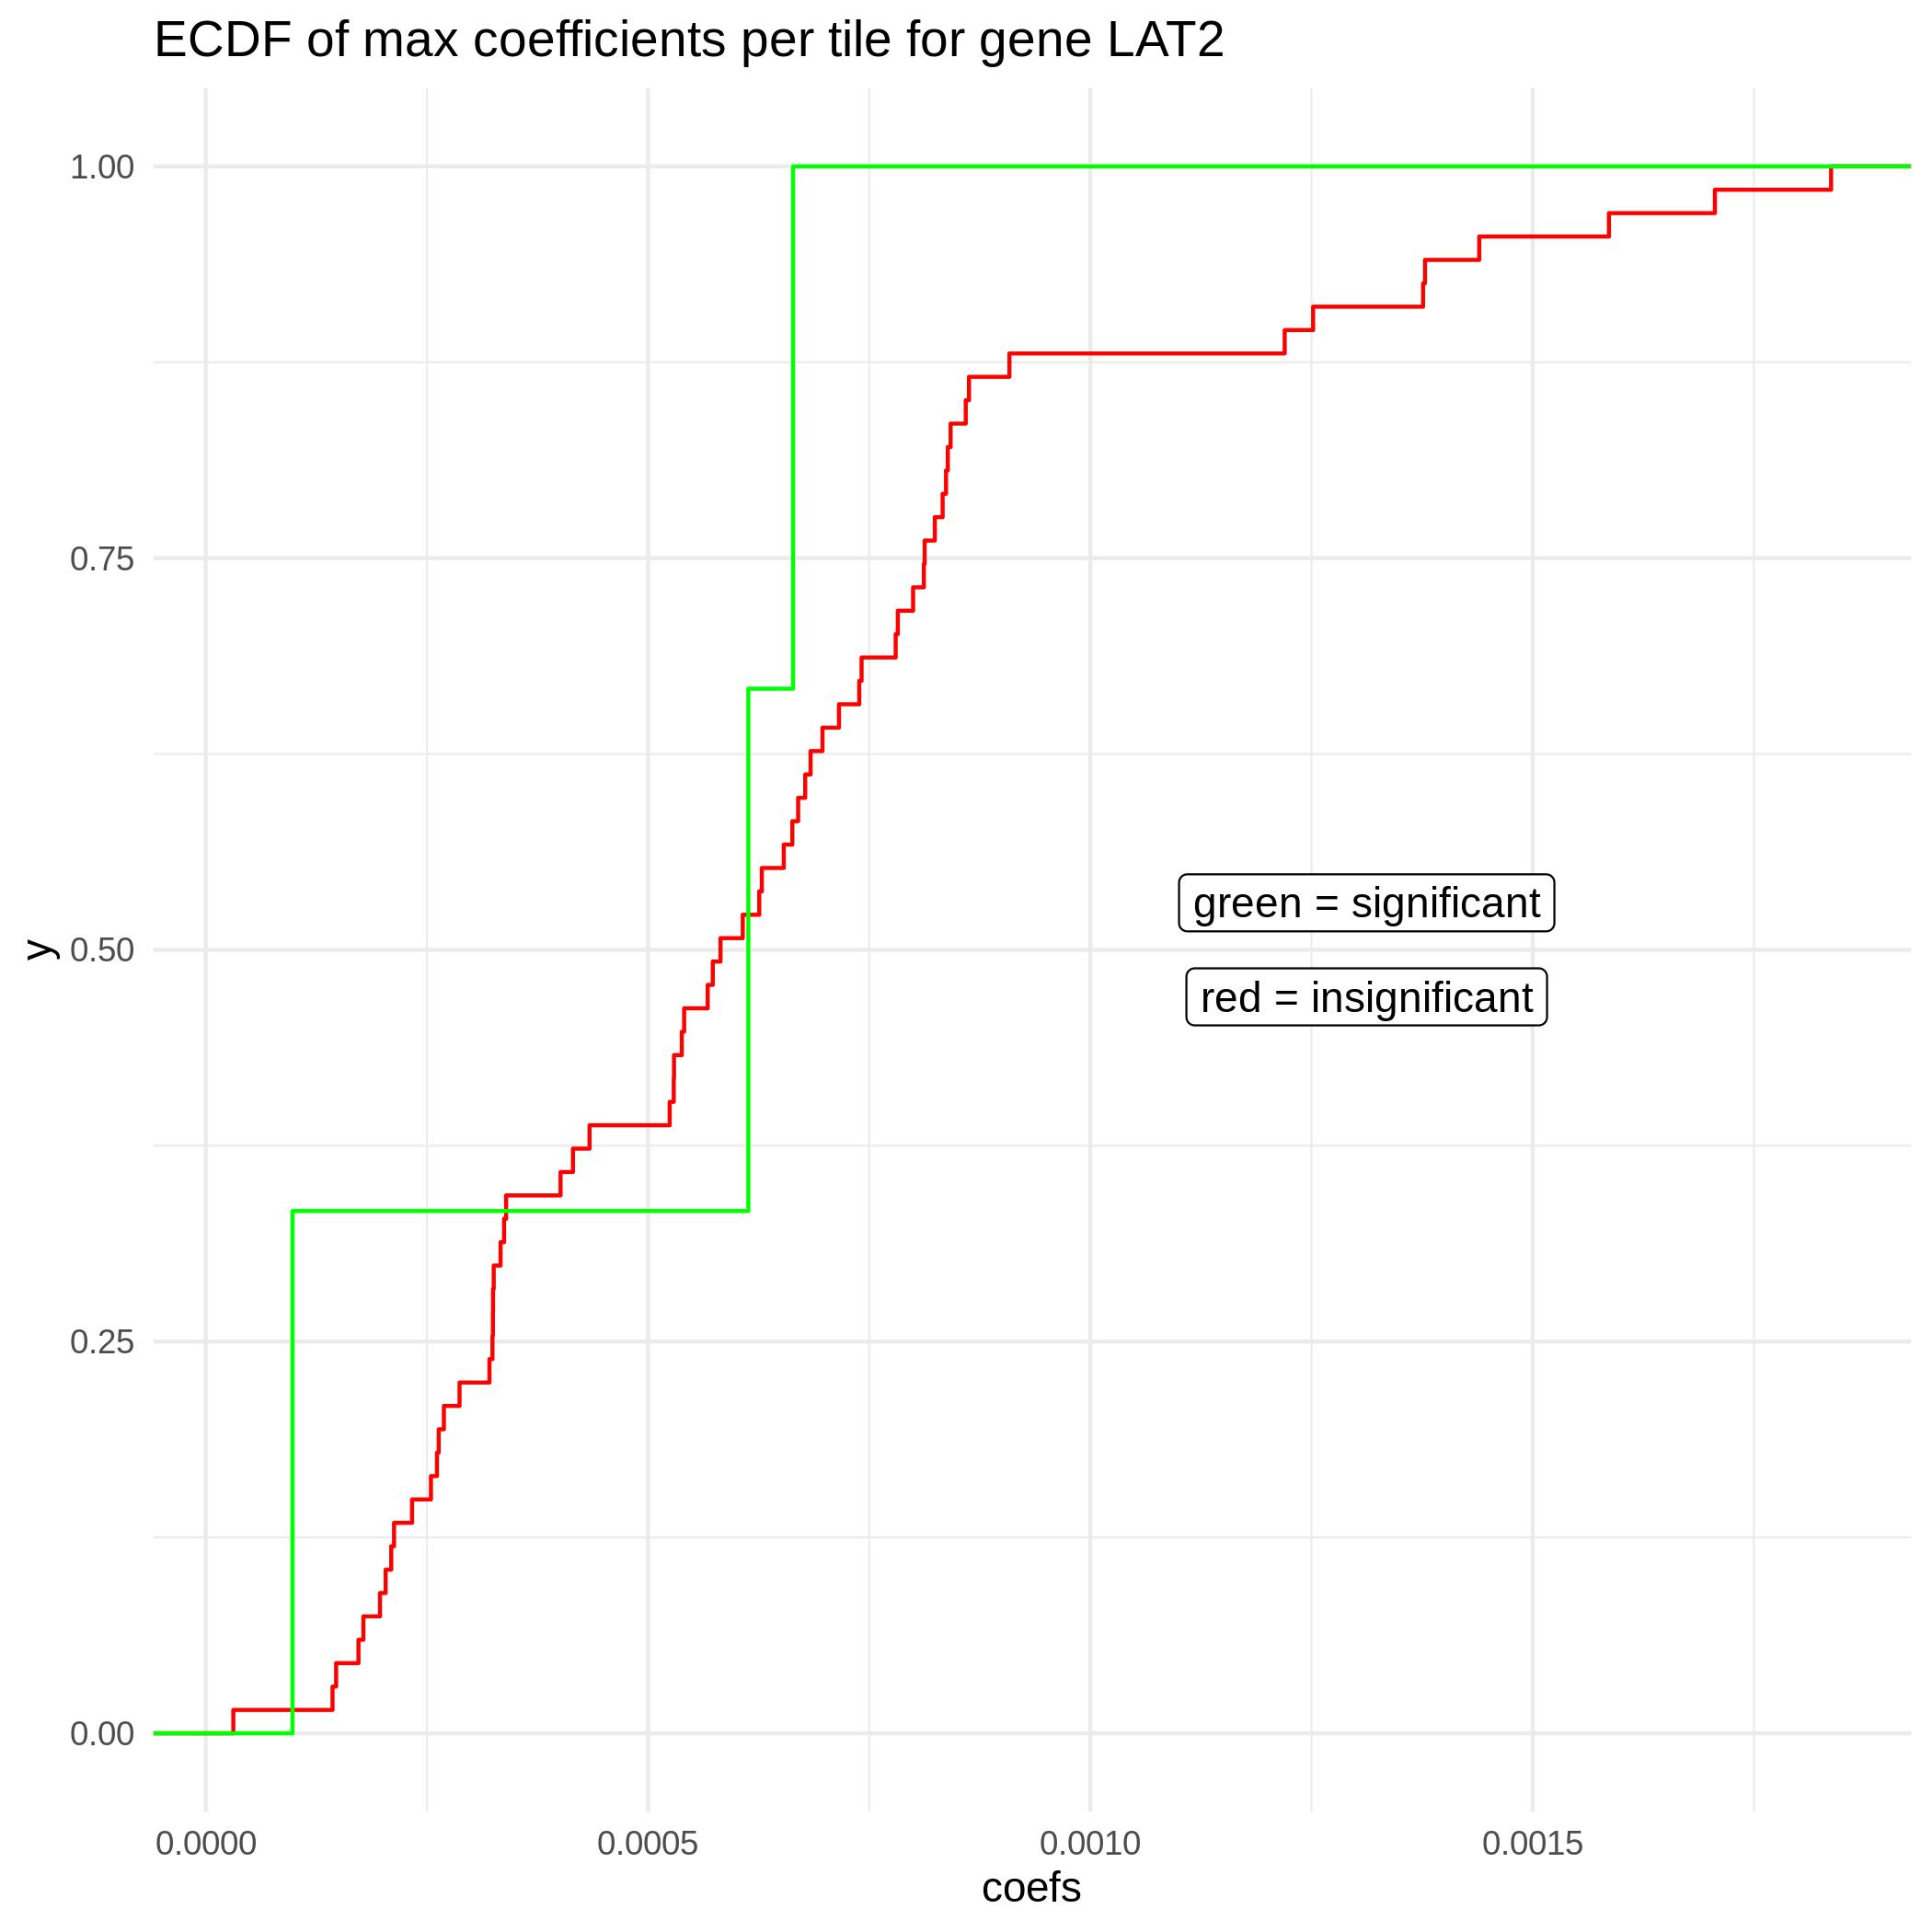 ECDF of max coefficients per tile for gene LAT2
1.00
0.75
0.50
0.25
0.00
y
green = significant
red = insignificant
0.0000
0.0005
0.0010
0.0015
coefs